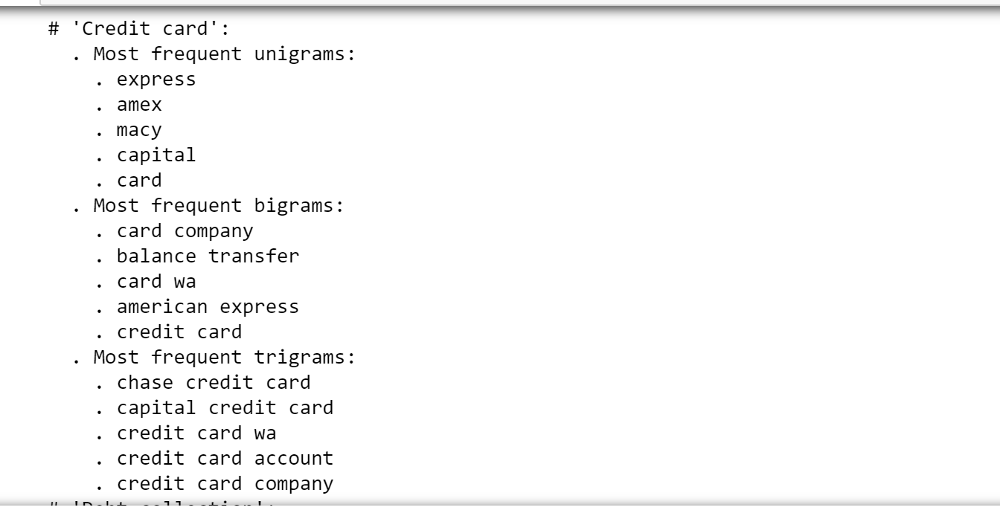 # 'Credit card':
. Most frequent unigrams:
. express
. amex
. macy
. capital
. card
. Most frequent bigrams:
. card company
. balance transfer
. card wa
. american express
. credit card
. Most frequent trigrams:
. chase credit card
. capital credit card
. credit card wa
. credit card account
. credit card company
# 'Debt collection':